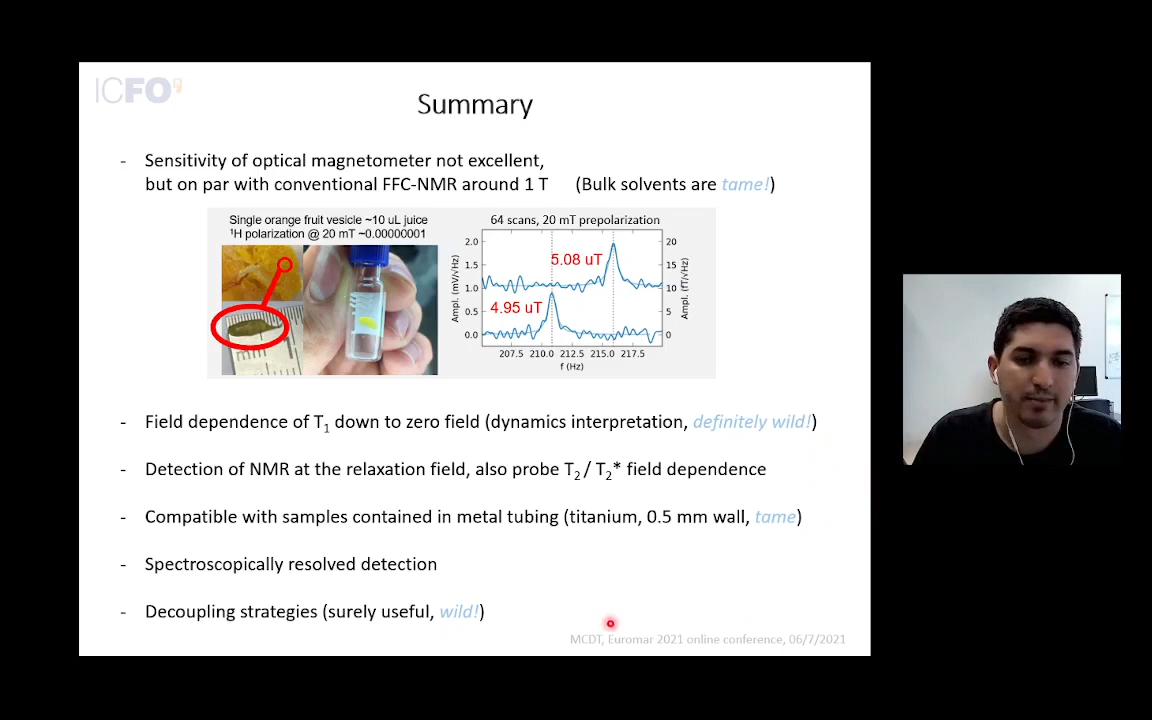 ICFO
Summary
- Sensitivity of optical magnetometer not excellent,
but on par with conventional FFC-NMR around 1 T (Bulk solvents are tame!)
Single orange fruit vesicle ~10 uL juice
¹H polarization @ 20 mT ~0.00000001
64 scans, 20 mT prepolarization
Ampl. (mV/√Hz)
2.0
1.5
1.0
0.5
0.0
5.08 uT
4.95 uT
20
15
10
5
0
Ampl. (fT/√Hz)
207.5 210.0 212.5 215.0 217.5
f (Hz)
- Field dependence of T₁ down to zero field (dynamics interpretation, definitely wild!)
- Detection of NMR at the relaxation field, also probe T₂ / T₂* field dependence
- Compatible with samples contained in metal tubing (titanium, 0.5 mm wall, tame)
- Spectroscopically resolved detection
- Decoupling strategies (surely useful, wild!)
MCDT, Euromar 2021 online conference, 06/7/2021